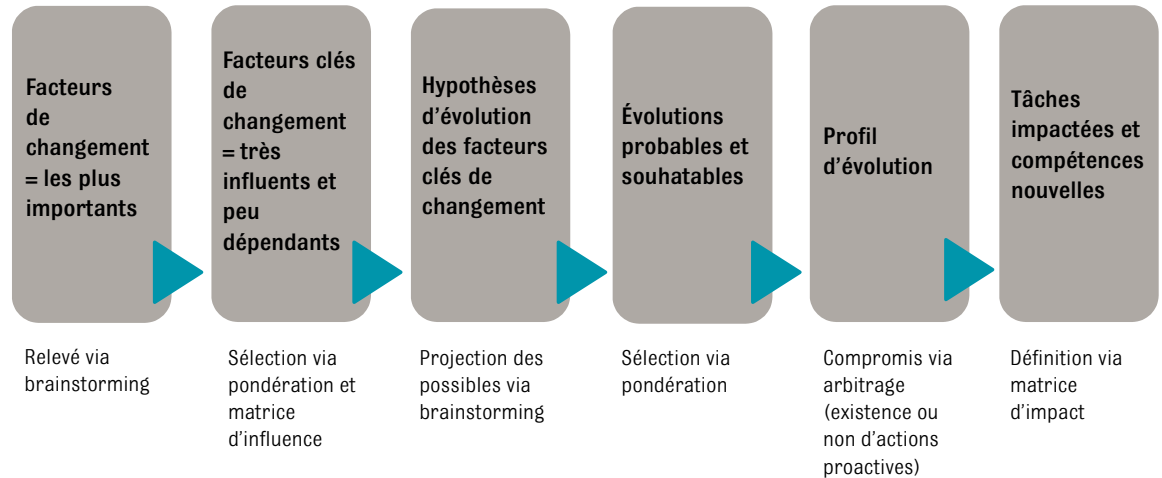 Facteurs
de
changement
= les plus
importants
Facteurs clés
de
changement
= très
influents et
peu
dépendants
Hypothèses
d'évolution
des facteurs
clés de
changement
Évolutions
probables et
souhatables
Profil
d'évolution
Tâches
impactées et
compétences
nouvelles
Relevé via
brainstorming
Sélection via
pondération et
matrice
d'influence
Projection des
possibles via
brainstorming
Sélection via
pondération
Compromis via
arbitrage
(existence ou
non d'actions
proactives)
Définition via
matrice
d'impact